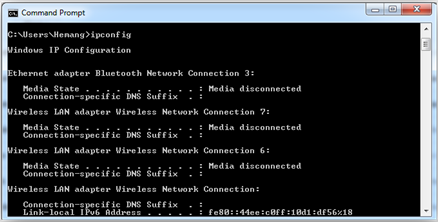 Command Prompt
C:\Users\Hemang>ipconfig
Windows IP Configuration
Ethernet adapter Bluetooth Network Connection 3:
Media State . . . . . . . . . . . : Media disconnected
Connection-specific DNS Suffix  . :
Wireless LAN adapter Wireless Network Connection 7:
Media State . . . . . . . . . . . : Media disconnected
Connection-specific DNS Suffix  . :
Wireless LAN adapter Wireless Network Connection 6:
Media State . . . . . . . . . . . : Media disconnected
Connection-specific DNS Suffix  . :
Wireless LAN adapter Wireless Network Connection:
Connection-specific DNS Suffix  . :
Link-local IPv6 Address . . . . . : fe80::44ee:c0ff:10d1:df56%18